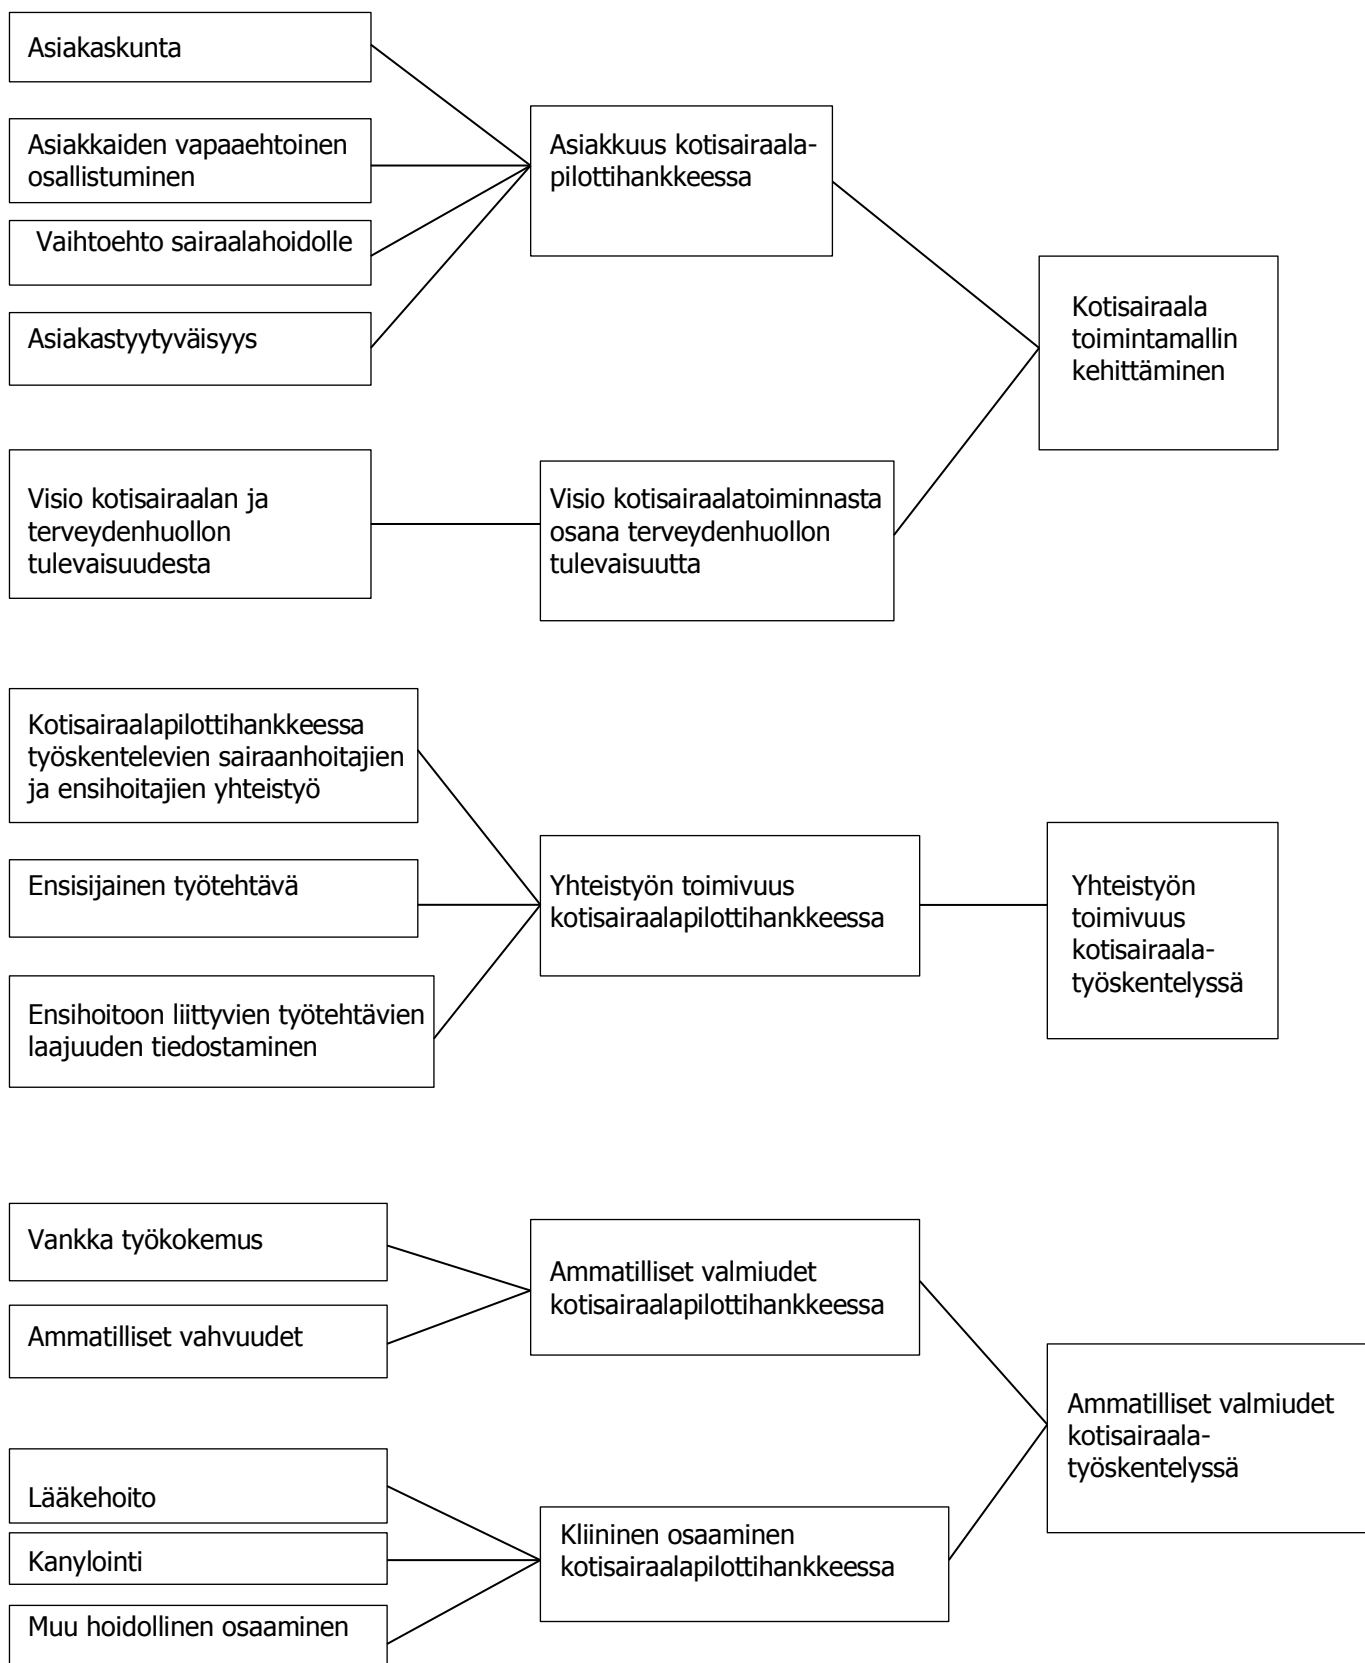 Asiakaskunta
Asiakkaiden vapaaehtoinen
osallistuminen
Vaihtoehto sairaalahoidolle
Asiakastyytyväisyys
Asiakkuus kotisairaala-
pilottihankkeessa
Kotisairaala
toimintamallin
kehittäminen
Visio kotisairaalan ja
terveydenhuollon
tulevaisuudesta
Visio kotisairaalatoiminnasta
osana terveydenhuollon
tulevaisuutta
Kotisairaalapilottihankkeessa
työskentelevien sairaanhoitajien
ja ensihoitajien yhteistyö
Ensisijainen työtehtävä
Ensihoitoon liittyvien työtehtävien
laajuuden tiedostaminen
Yhteistyön toimivuus
kotisairaalapilottihankkeessa
Yhteistyön
toimivuus
kotisairaala-
työskentelyssä
Vankka työkokemus
Ammatilliset vahvuudet
Ammatilliset valmiudet
kotisairaalapilottihankkeessa
Ammatilliset valmiudet
kotisairaala-
työskentelyssä
Lääkehoito
Kanylointi
Muu hoidollinen osaaminen
Kliininen osaaminen
kotisairaalapilottihankkeessa